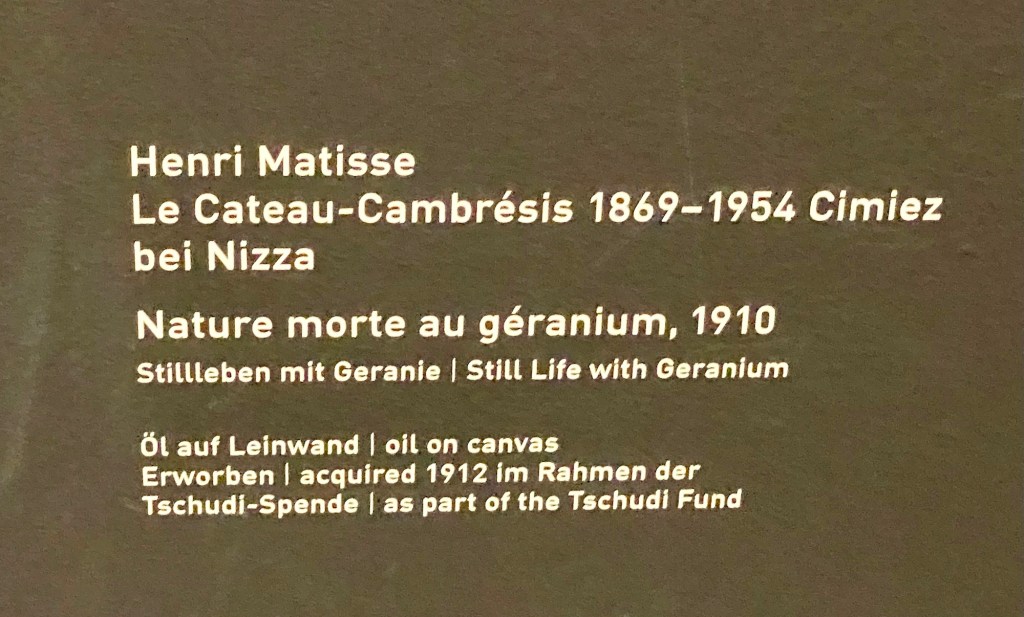 Henri Matisse
Le Cateau-Cambrésis 1869–1954 Cimiez
bei Nizza
Nature morte au géranium, 1910
Stillleben mit Geranie | Still Life with Geranium
Öl auf Leinwand | oil on canvas
Erworben | acquired 1912 im Rahmen der
Tschudi-Spende | as part of the Tschudi Fund